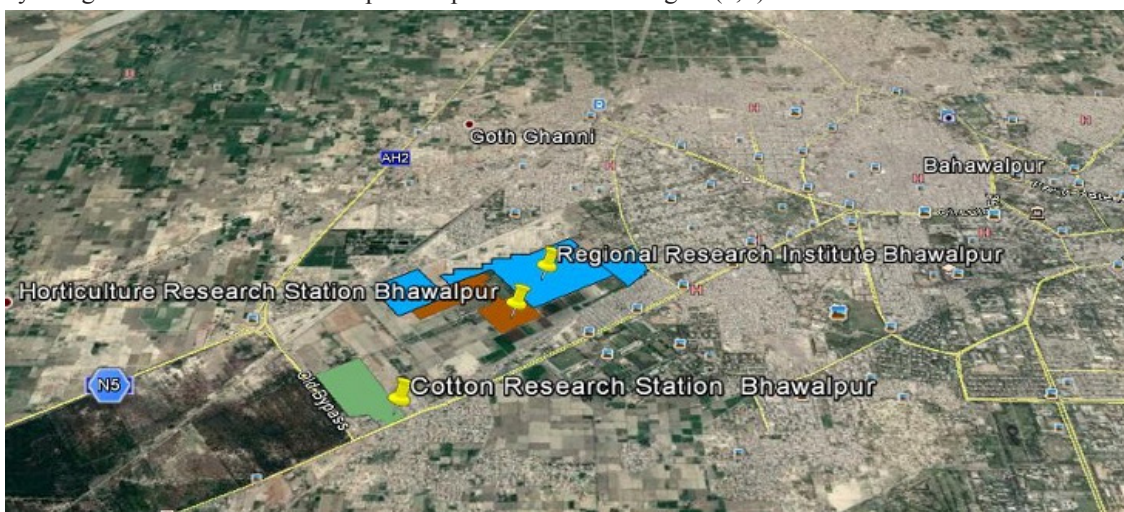 Goth Ghanni
AH2
Bahawalpur
Regional Research Institute Bhawalpur
Horticulture Research Station Bhawalpur
N5
Cotton Research Station Bhawalpur
Old Bypass